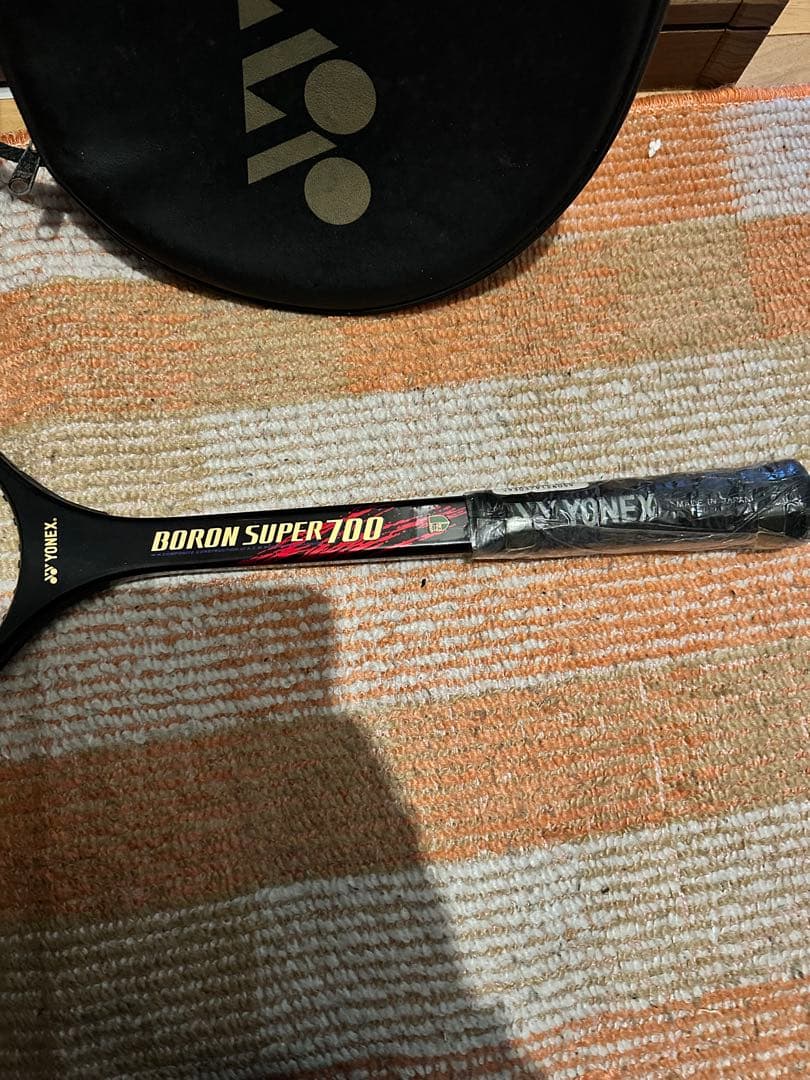 YONEX.
BORON SUPER 700
YONEX
MADE IN JAPAN